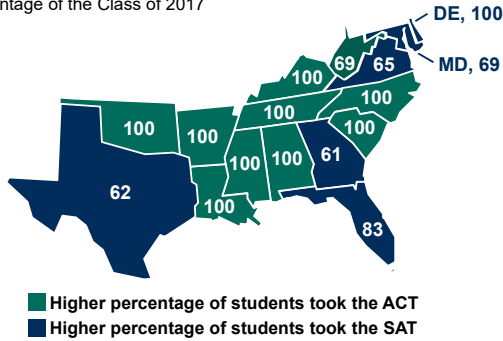 ntage of the Class of 2017
DE, 100
MD, 69
69
65
100
100
100
100
100
100
100
100
61
62
100
83
Higher percentage of students took the ACT
Higher percentage of students took the SAT